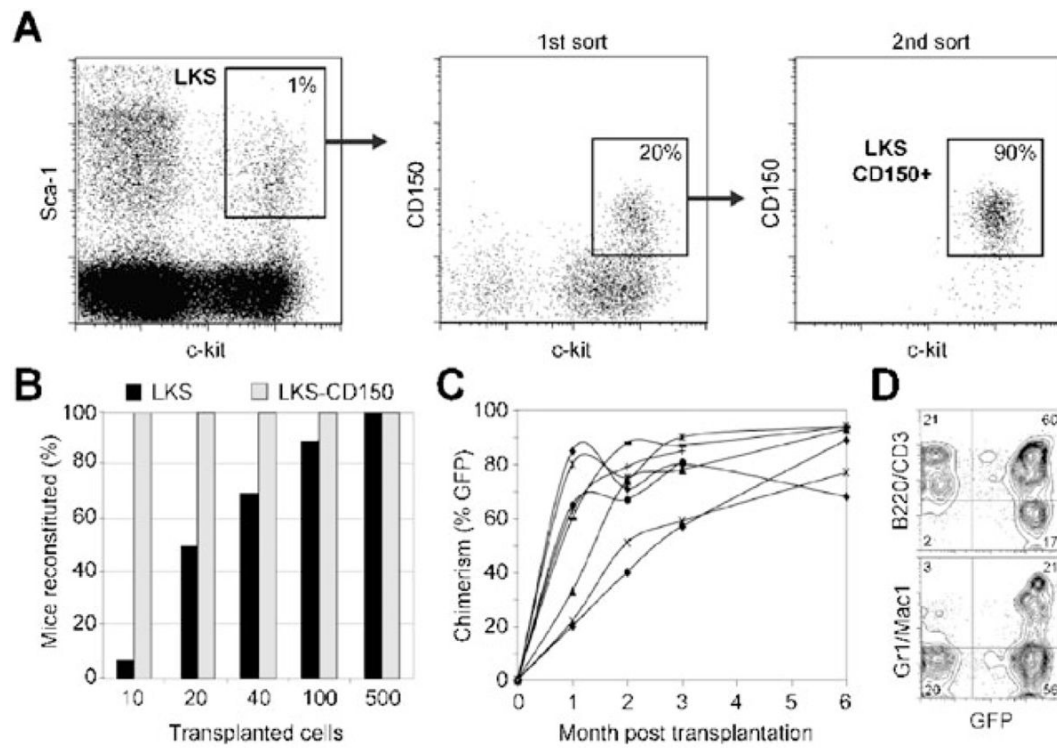 A
1st sort
2nd sort
LKS
1%
20%
LKS
CD150+
90%
Sca-1
CD150
CD150
c-kit
c-kit
c-kit
B
LKS
LKS-CD150
100
80
60
40
20
0
Mice reconstituted (%)
10 20 40 100 500
Transplanted cells
C
100
80
60
40
20
0
Chimerism (% GFP)
0 1 2 3 4 5 6
Month post transplantation
D
21 60
B220/CD3
2 17
3 21
Gr1/Mac1
20 56
GFP